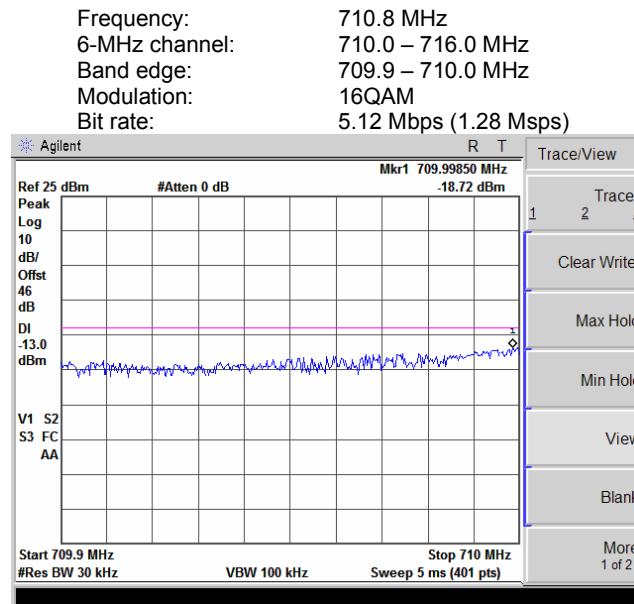 Frequency: 710.8 MHz
6-MHz channel: 710.0 – 716.0 MHz
Band edge: 709.9 – 710.0 MHz
Modulation: 16QAM
Bit rate: 5.12 Mbps (1.28 Msps)
Agilent R T
Mkr1 709.99850 MHz
Ref 25 dBm #Atten 0 dB -18.72 dBm
Peak
Log
10
dB/
Offst
46
dB
DI
-13.0
dBm
1
V1 S2
S3 FC
AA
Start 709.9 MHz Stop 710 MHz
#Res BW 30 kHz VBW 100 kHz Sweep 5 ms (401 pts)
Trace/View
Trace
1 2
Clear Write
Max Hol
Min Hol
View
Blan
More
1 of 2